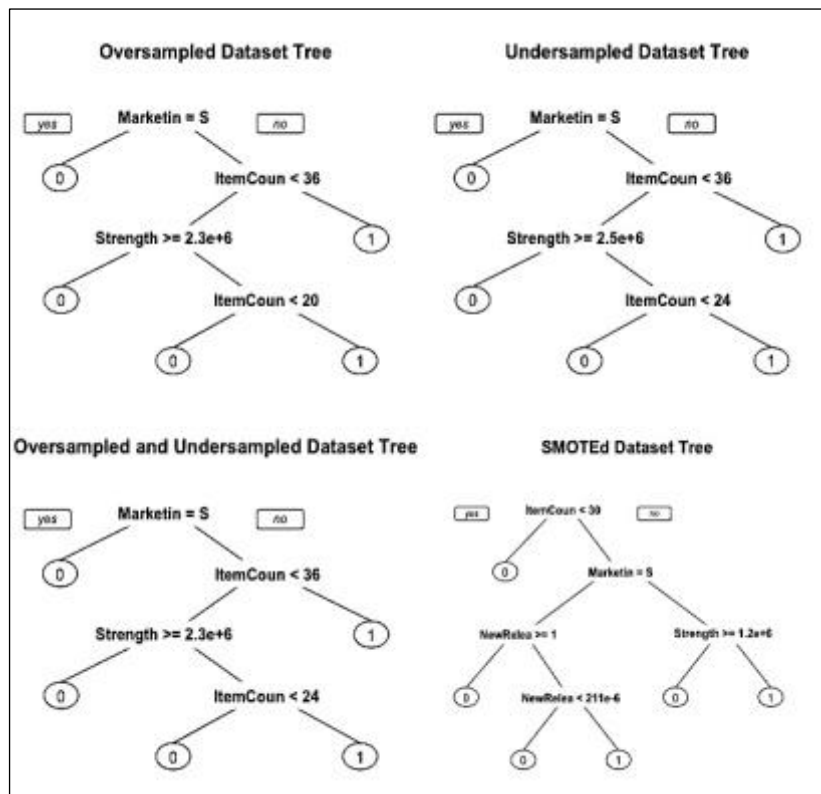 Oversampled Dataset Tree
yes
Marketin = S
no
0
ItemCoun < 36
Strength >= 2.3e+6
1
0
ItemCoun < 20
0
1
Undersampled Dataset Tree
yes
Marketin = S
no
0
ItemCoun < 36
Strength >= 2.5e+6
1
0
ItemCoun < 24
0
1
Oversampled and Undersampled Dataset Tree
yes
Marketin = S
no
0
ItemCoun < 36
Strength >= 2.3e+6
1
0
ItemCoun < 24
0
1
SMOTEd Dataset Tree
yes
ItemCoun < 30
no
0
Marketin = S
NewRelea >= 1
Strength >= 1.2e+6
0
NewRelea < 211e-6
0
1
0
1